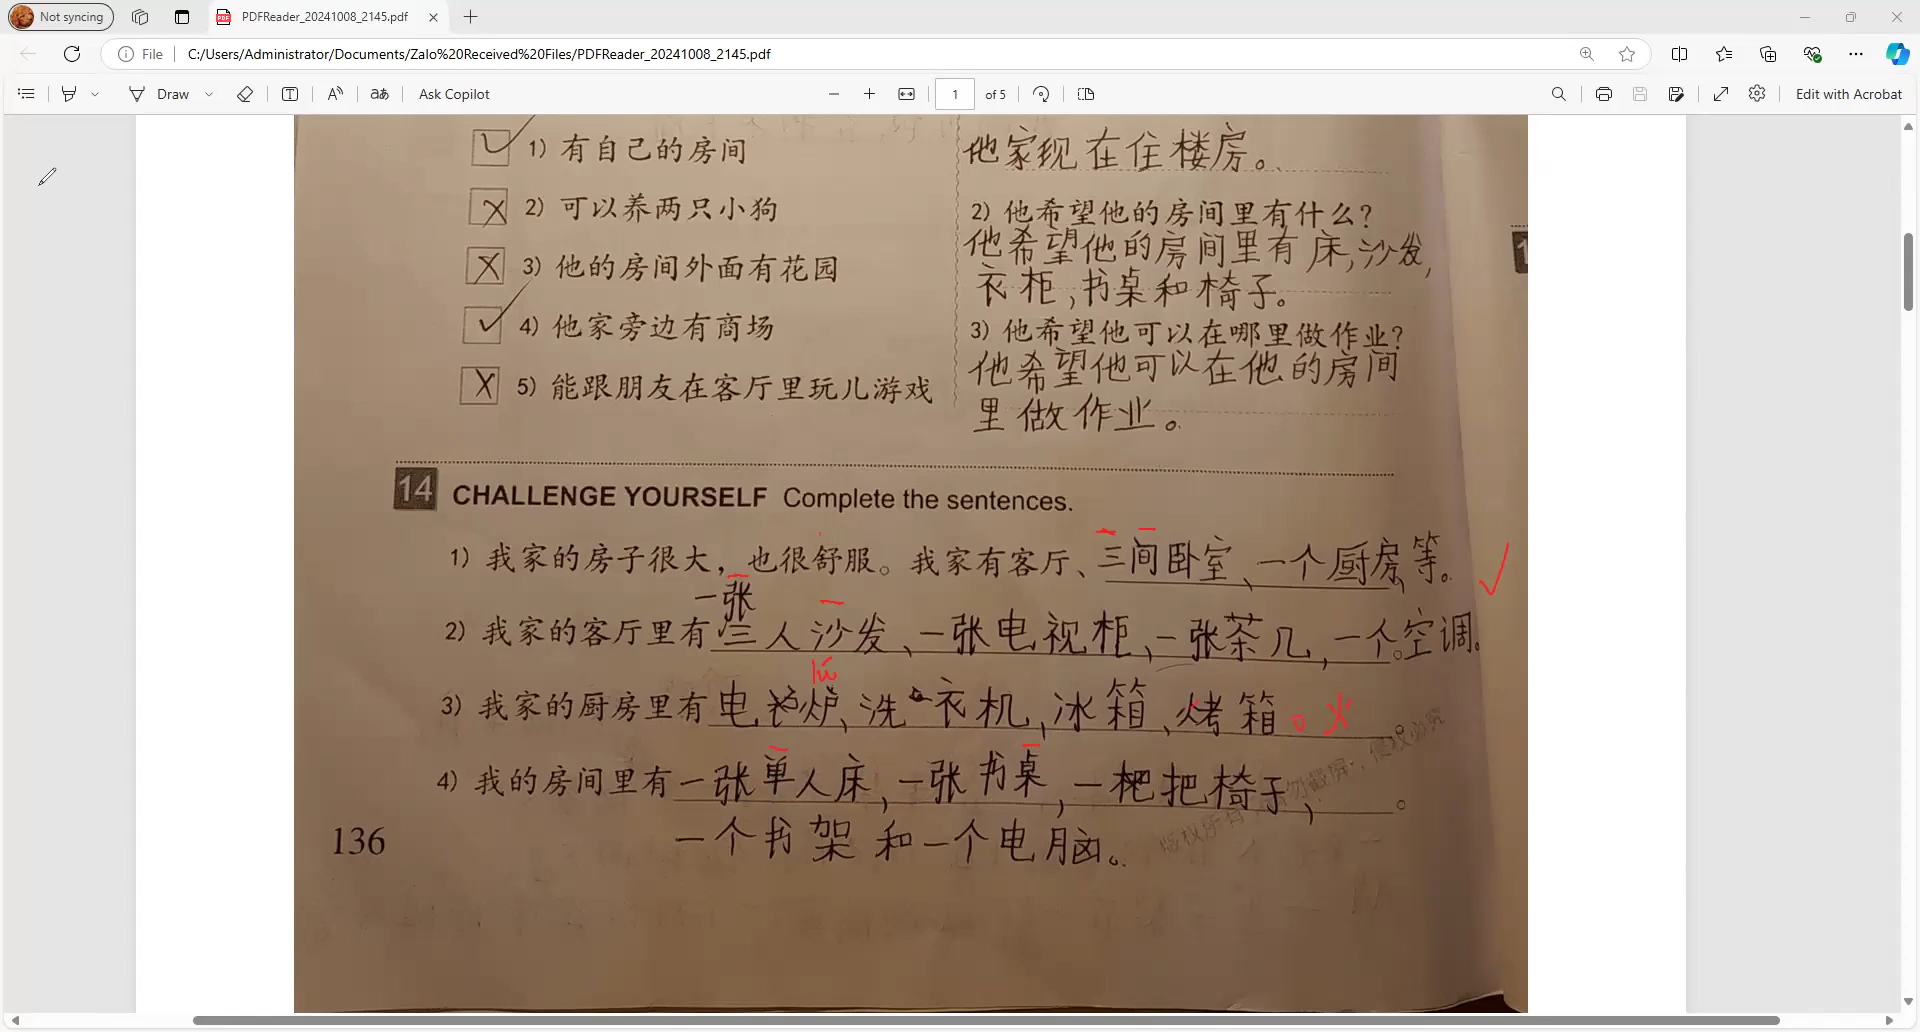 Not syncing
PDFReader_20241008_2145.pdf
File
C:/Users/Administrator/Documents/Zalo%20Received%20Files/PDFReader_20241008_2145.pdf
Draw
aあ
Ask Copilot
1
of 5
Edit with Acrobat
1) 有自己的房间
2) 可以养两只小狗
3) 他的房间外面有花园
4) 他家旁边有商场
5) 能跟朋友在客厅里玩儿游戏
他家现在住楼房。
2) 他希望他的房间里有什么?
他希望他的房间里有床,沙发,
衣柜,书桌和椅子。
3) 他希望他可以在哪里做作业?
他希望他可以在他的房间
里做作业。
14 CHALLENGE YOURSELF Complete the sentences.
1) 我家的房子很大,也很舒服。我家有客厅、三间卧室、一个厨房、等。
一张
2) 我家的客厅里有三人沙发、一张电视柜、一张茶几,一个空调。
lú
3) 我家的厨房里有电炉、洗衣机,冰箱、烤箱。
火
4) 我的房间里有一张单人床,一张书桌,一把椅子,
一个书架和一个电脑。
136